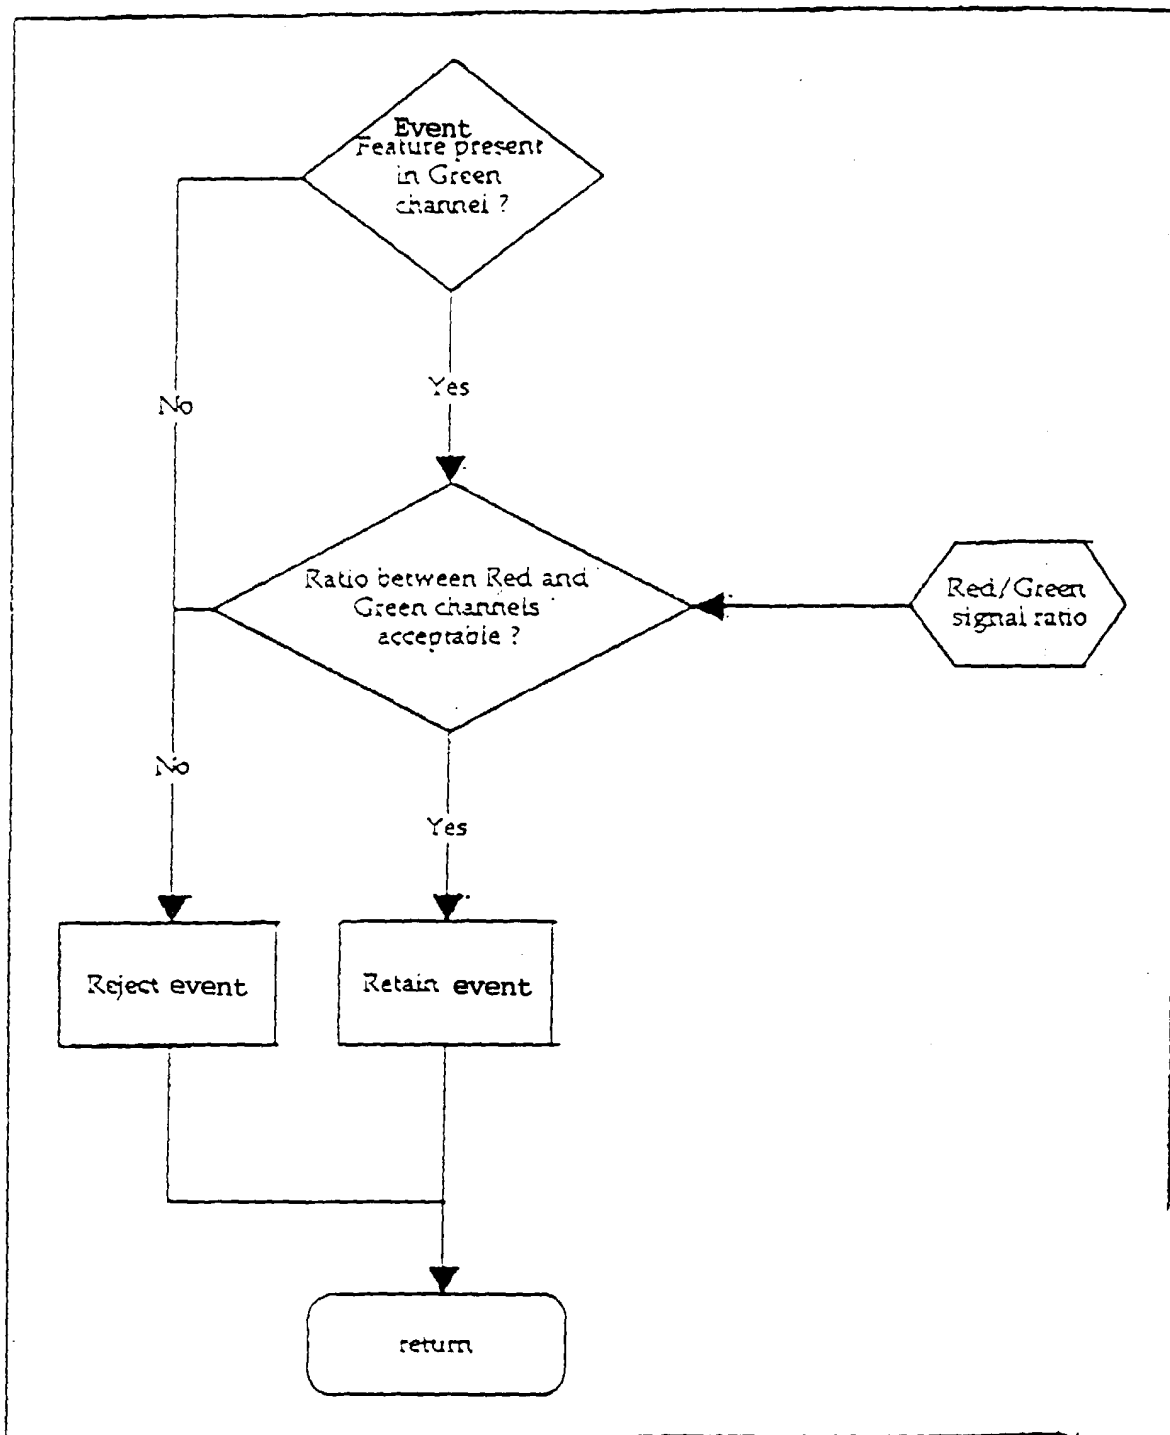 Event
Feature present
in Green
channel ?
No
Yes
Ratio between Red and
Green channels
acceptable ?
Red/Green
signal ratio
No
Yes
Reject event
Retain event
return